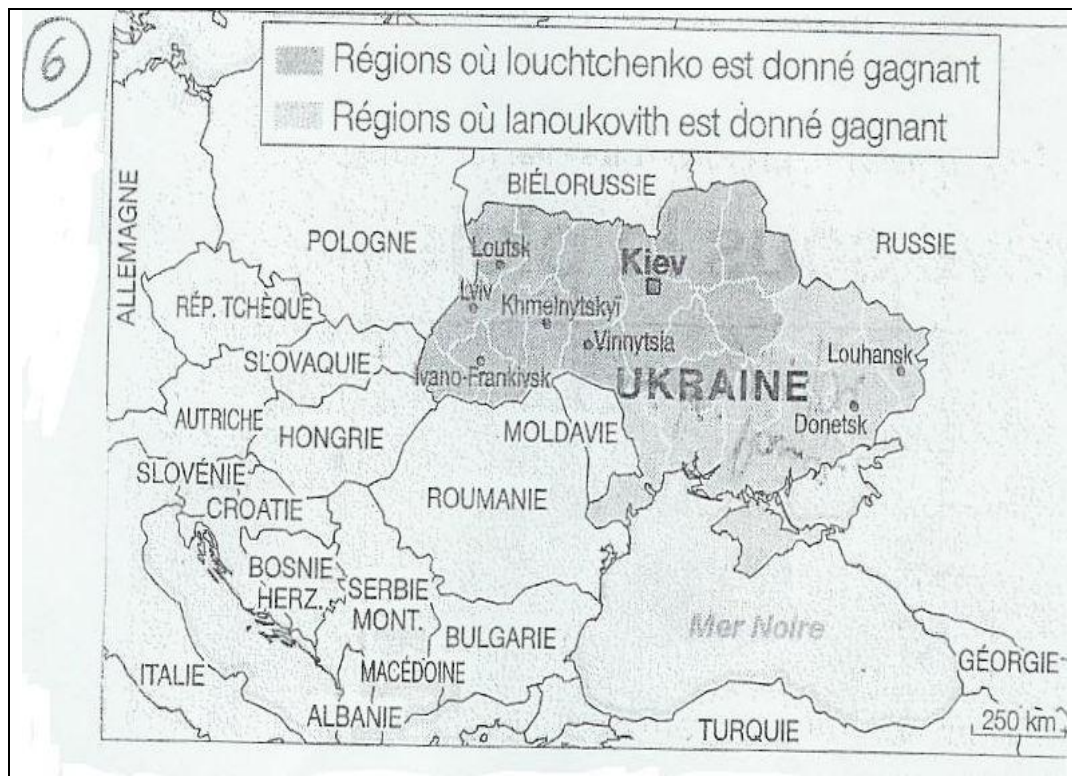 6
Régions où Iouchtchenko est donné gagnant
Régions où Ianoukovith est donné gagnant
ALLEMAGNE
POLOGNE
BIÉLORUSSIE
RUSSIE
RÉP. TCHÈQUE
SLOVAQUIE
AUTRICHE
HONGRIE
SLOVÉNIE
CROATIE
BOSNIE
HERZ.
SERBIE
MONT.
ITALIE
ALBANIE
MACÉDOINE
BULGARIE
ROUMANIE
MOLDAVIE
UKRAINE
Kiev
Loutsk
Lviv
Khmelnytskyï
Vinnytsia
Ivano-Frankivsk
Louhansk
Donetsk
Mer Noire
GÉORGIE
TURQUIE
250 km